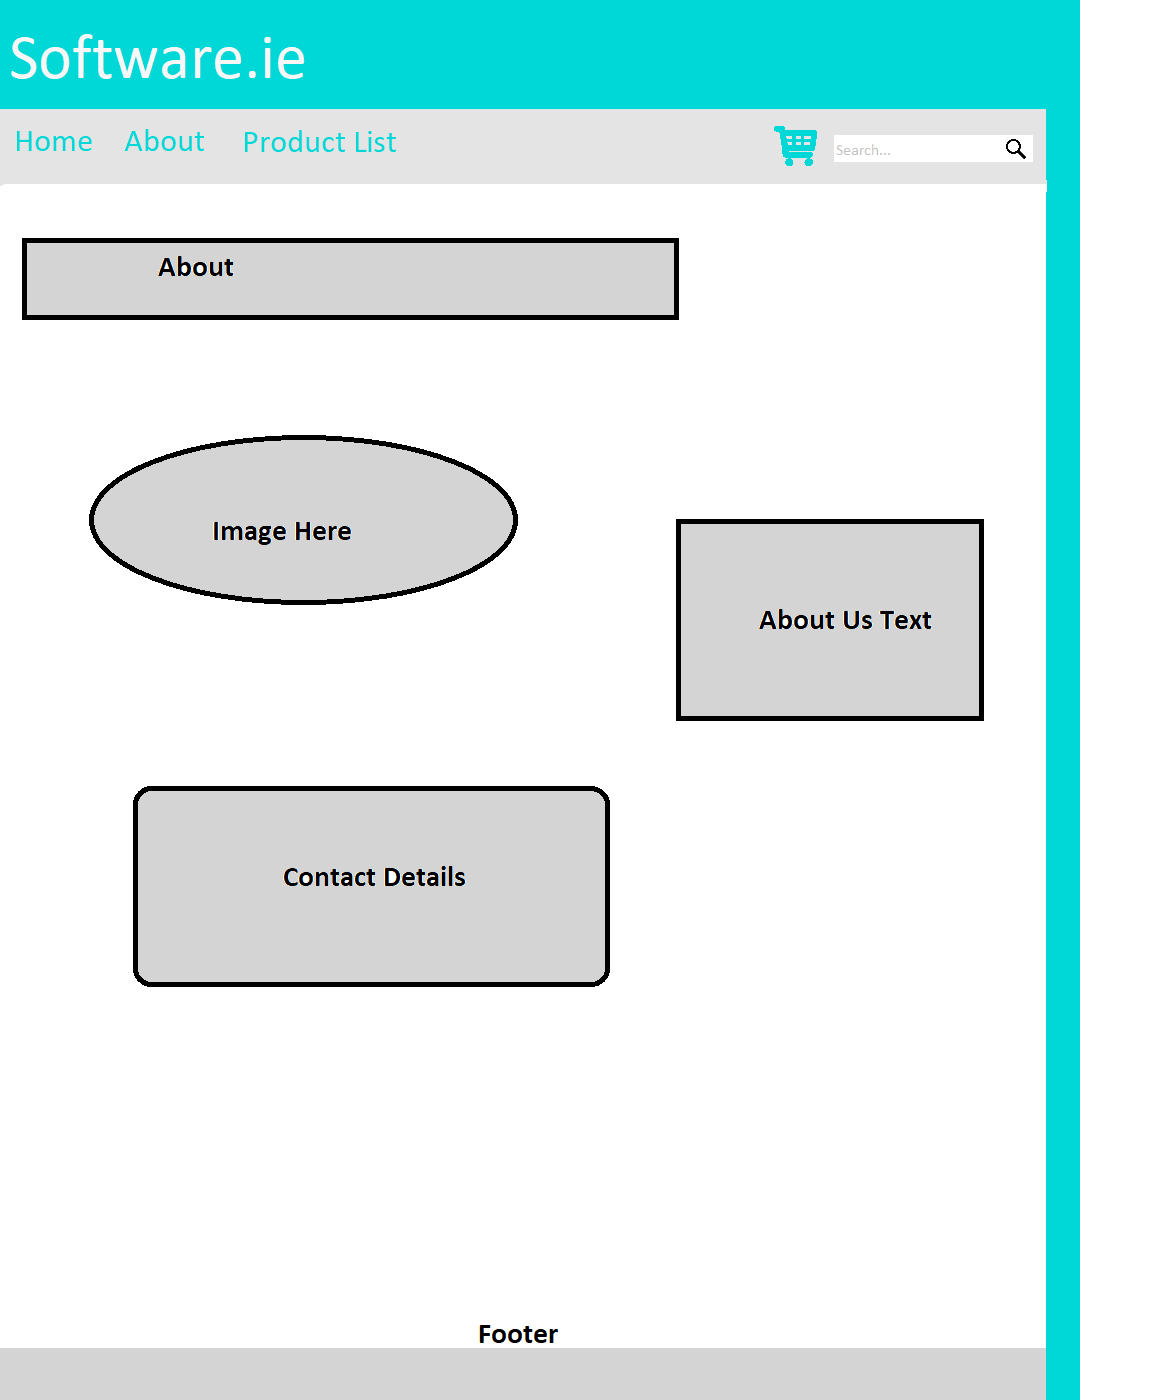 Software.ie
Home About Product List
Search...
About
Image Here
About Us Text
Contact Details
Footer